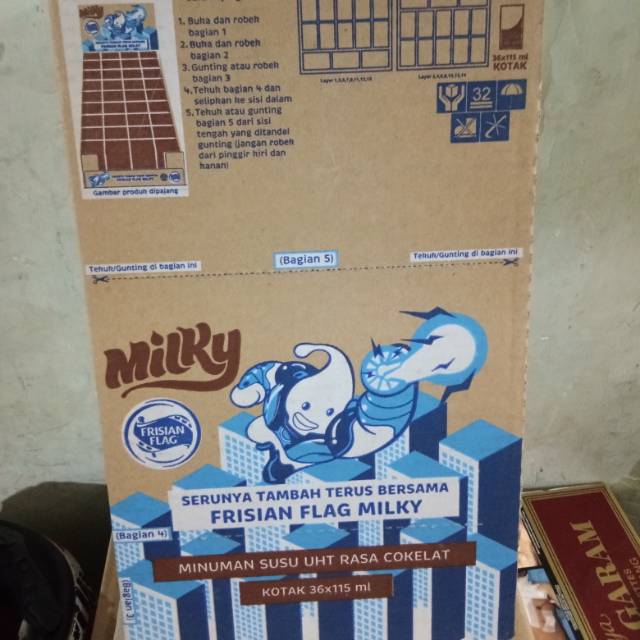 1. Buka dan robek
bagian 1
2. Buka dan robek
bagian 2
3. Gunting atau robek
bagian 3
4. Tekuk bagian 4 dan
selipkan ke sisi dalam
5. Tekuk atau gunting
bagian 5 dari sisi
tengah yang ditandai
gunting (jangan robek
dari pinggir kiri dan
kanan)
Gambar produk dipajang
36x115 ml
KOTAK
32
Tekuk/Gunting di bagian ini
(Bagian 5)
Tekuk/Gunting di bagian ini
MILKY
FRISIAN
FLAG
SERUNYA TAMBAH TERUS BERSAMA
FRISIAN FLAG MILKY
(Bagian 4)
MINUMAN SUSU UHT RASA COKELAT
KOTAK 36x115 ml
(Bagian 3)
GARAM